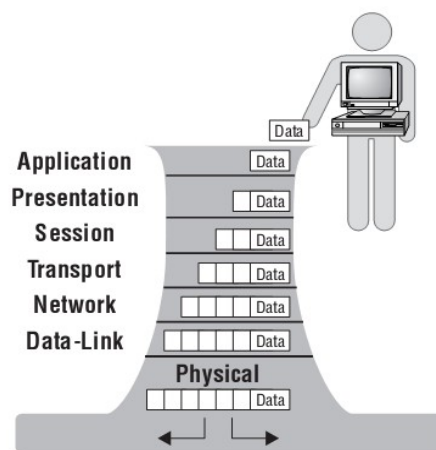 Data
Application Data
Presentation Data
Session Data
Transport Data
Network Data
Data-Link Data
Physical
Data